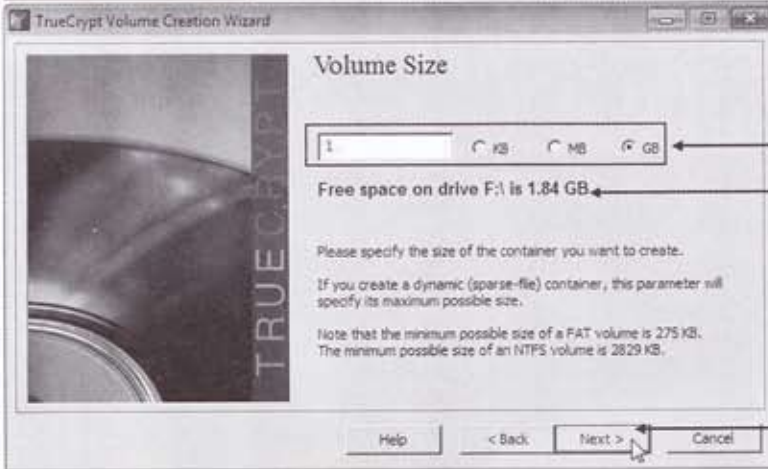 TrueCrypt Volume Creation Wizard
TRUECRYPT
Volume Size
1
KB
MB
GB
Free space on drive F:\ is 1.84 GB
Please specify the size of the container you want to create.
If you create a dynamic (sparse-file) container, this parameter will
specify its maximum possible size.
Note that the minimum possible size of a FAT volume is 275 KB.
The minimum possible size of an NTFS volume is 2829 KB.
Help
< Back
Next >
Cancel